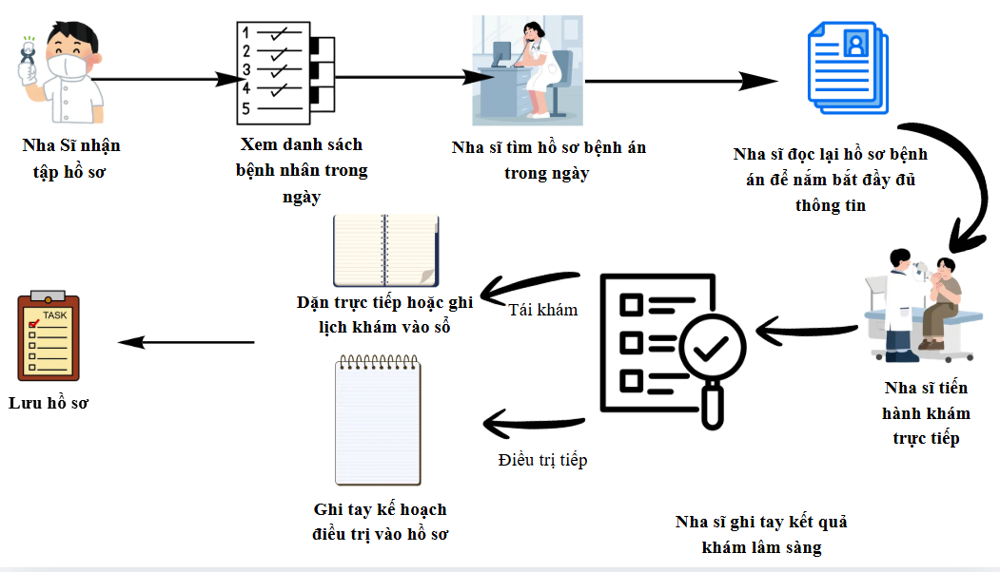 Nha Sĩ nhận
tập hồ sơ
1
2
3
4
5
Xem danh sách
bệnh nhân trong
ngày
Nha sĩ tìm hồ sơ bệnh án
trong ngày
Nha sĩ đọc lại hồ sơ bệnh
án để nắm bắt đầy đủ
thông tin
Nha sĩ tiến
hành khám
trực tiếp
Nha sĩ ghi tay kết quả
khám lâm sàng
Tái khám
Dặn trực tiếp hoặc ghi
lịch khám vào sổ
Điều trị tiếp
Ghi tay kế hoạch
điều trị vào hồ sơ
TASK
Lưu hồ sơ